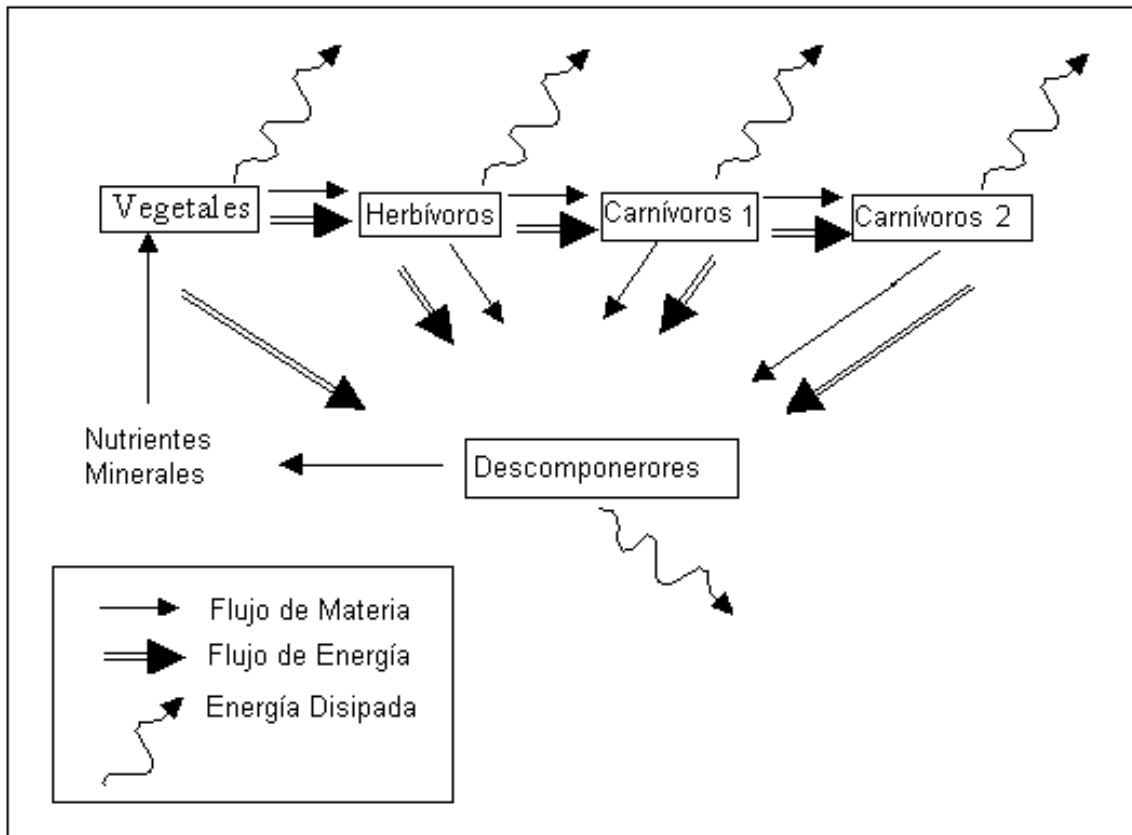 Vegetales
Herbívoros
Carnívoros 1
Carnívoros 2
Nutrientes
Minerales
Descomponerores
Flujo de Materia
Flujo de Energía
Energía Disipada